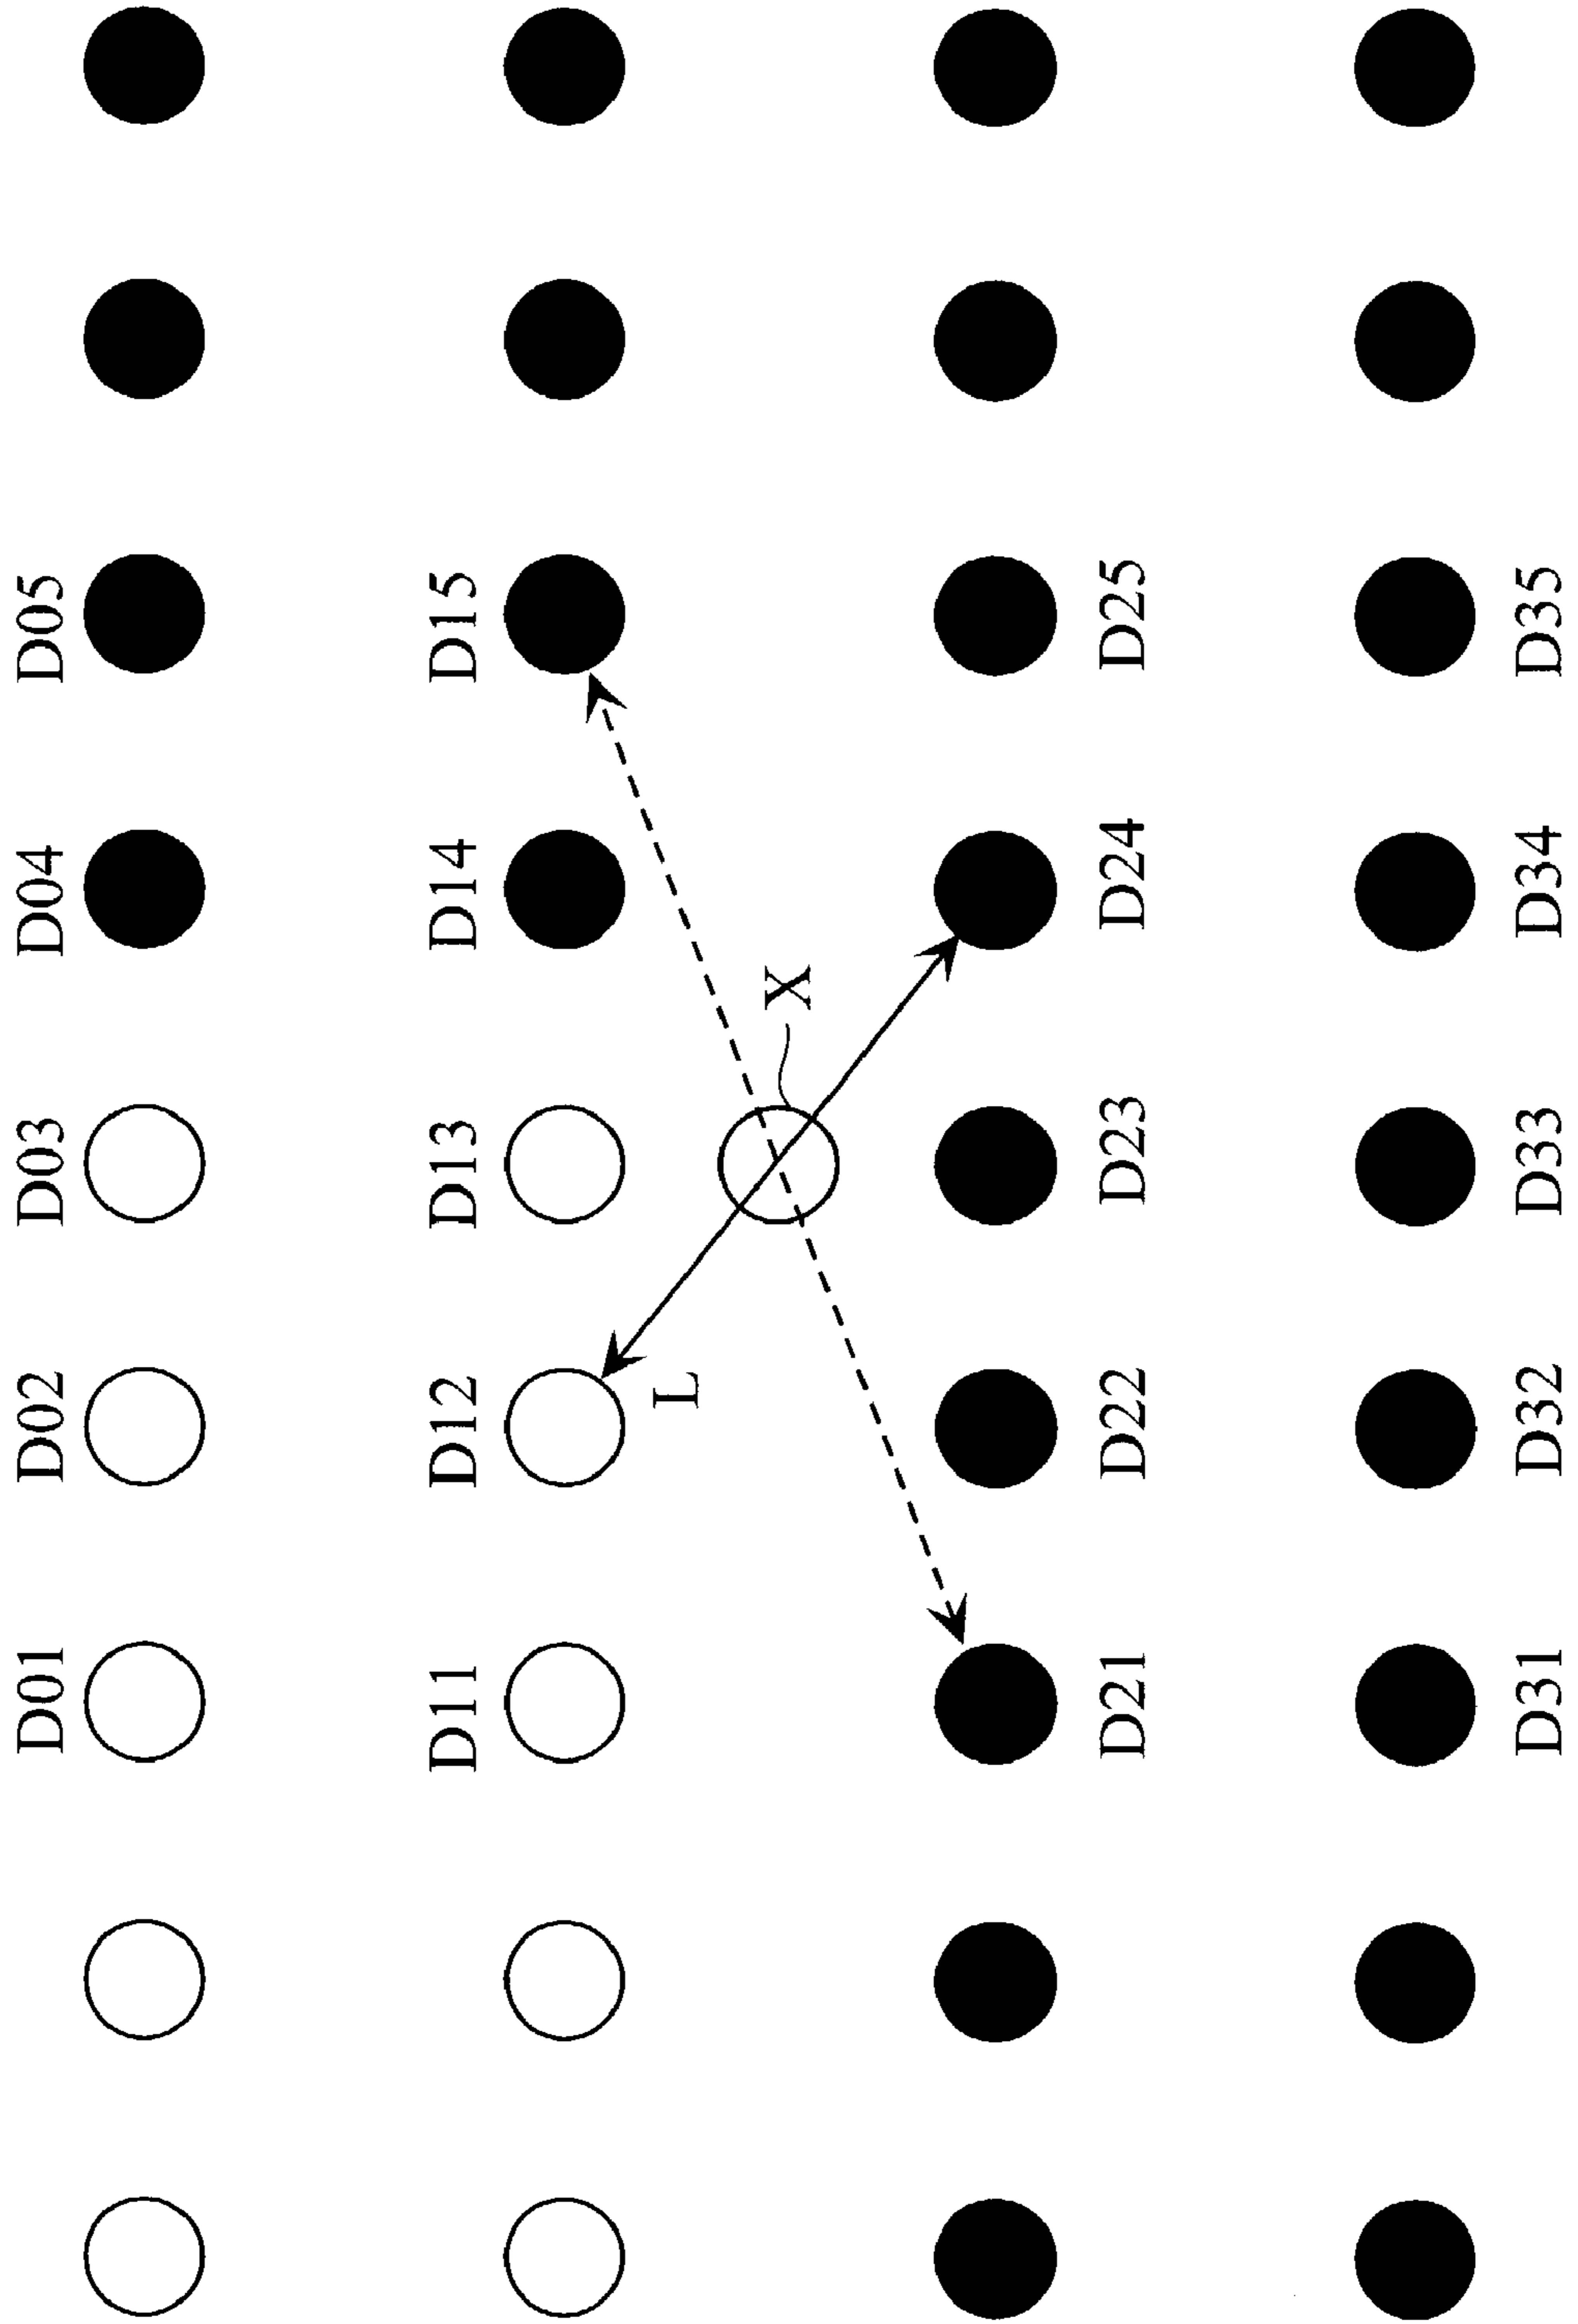 D01 D02 D03 D04 D05
D11 D12 D13 D14 D15
L X
D21 D22 D23 D24 D25
D31 D32 D33 D34 D35